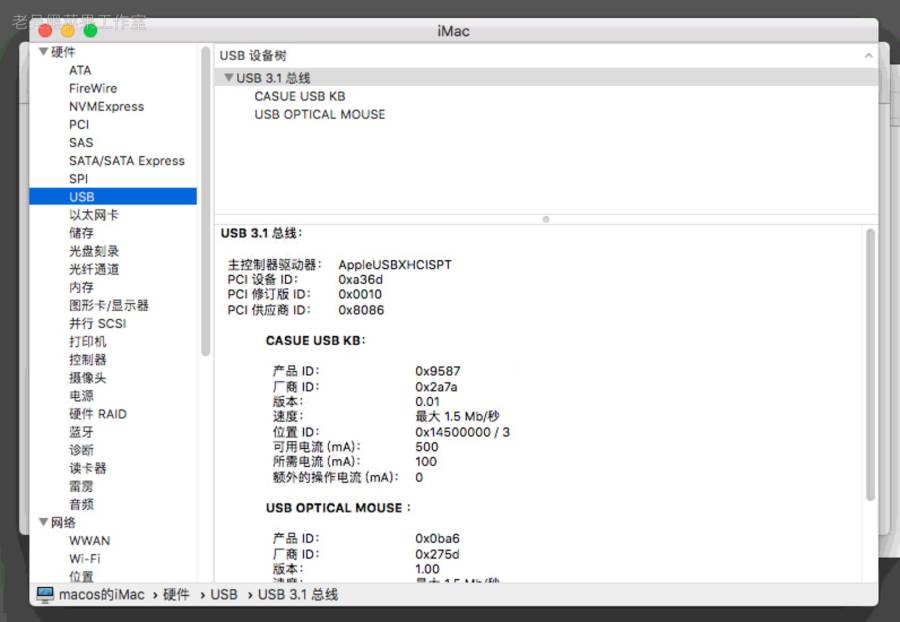 老吴黑苹果工作室
iMac
硬件
ATA
FireWire
NVMExpress
PCI
SAS
SATA/SATA Express
SPI
USB
以太网卡
储存
光盘刻录
光纤通道
内存
图形卡/显示器
并行 SCSI
打印机
控制器
摄像头
电源
硬件 RAID
蓝牙
诊断
读卡器
雷雳
音频
网络
WWAN
Wi-Fi
位置
USB 设备树
USB 3.1 总线
CASUE USB KB
USB OPTICAL MOUSE
USB 3.1 总线：
主控制器驱动器： AppleUSBXHCISPT
PCI 设备 ID： 0xa36d
PCI 修订版 ID： 0x0010
PCI 供应商 ID： 0x8086
CASUE USB KB：
产品 ID： 0x9587
厂商 ID： 0x2a7a
版本： 0.01
速度： 最大 1.5 Mb/秒
位置 ID： 0x14500000 / 3
可用电流 (mA)： 500
所需电流 (mA)： 100
额外的操作电流 (mA)： 0
USB OPTICAL MOUSE ：
产品 ID： 0x0ba6
厂商 ID： 0x275d
版本： 1.00
速度： 最大 1.5 Mb/秒
macos的iMac › 硬件 › USB › USB 3.1 总线